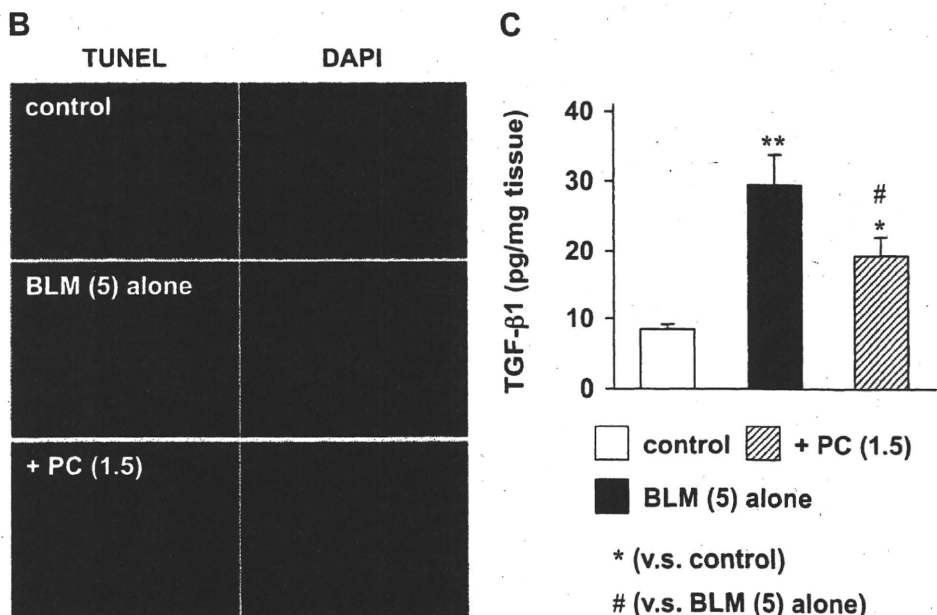 B
TUNEL DAPI
control
BLM (5) alone
+ PC (1.5)
C
TGF-β1 (pg/mg tissue)
40
30
20
10
0
**
#
*
control + PC (1.5)
BLM (5) alone
* (v.s. control)
# (v.s. BLM (5) alone)